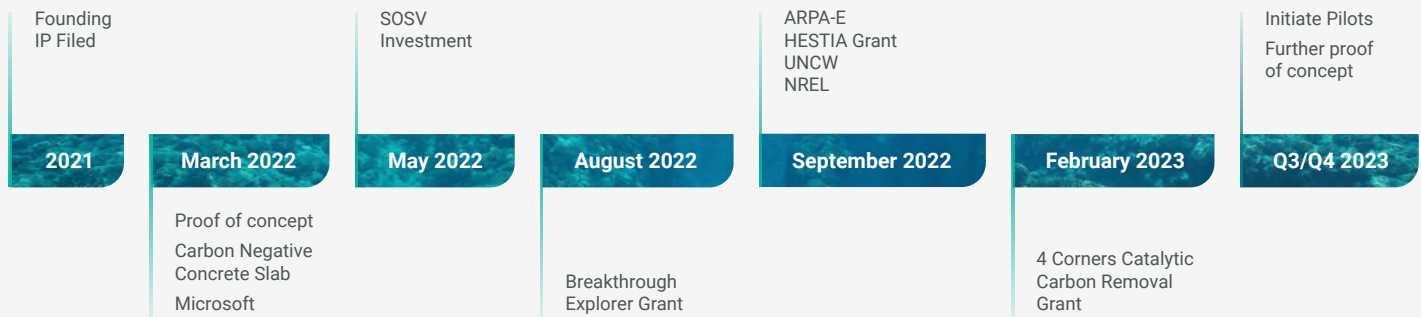 Founding
IP Filed
2021
March 2022
Proof of concept
Carbon Negative
Concrete Slab
Microsoft
SOSV
Investment
May 2022
August 2022
Breakthrough
Explorer Grant
ARPA-E
HESTIA Grant
UNCW
NREL
September 2022
February 2023
4 Corners Catalytic
Carbon Removal
Grant
Initiate Pilots
Further proof
of concept
Q3/Q4 2023